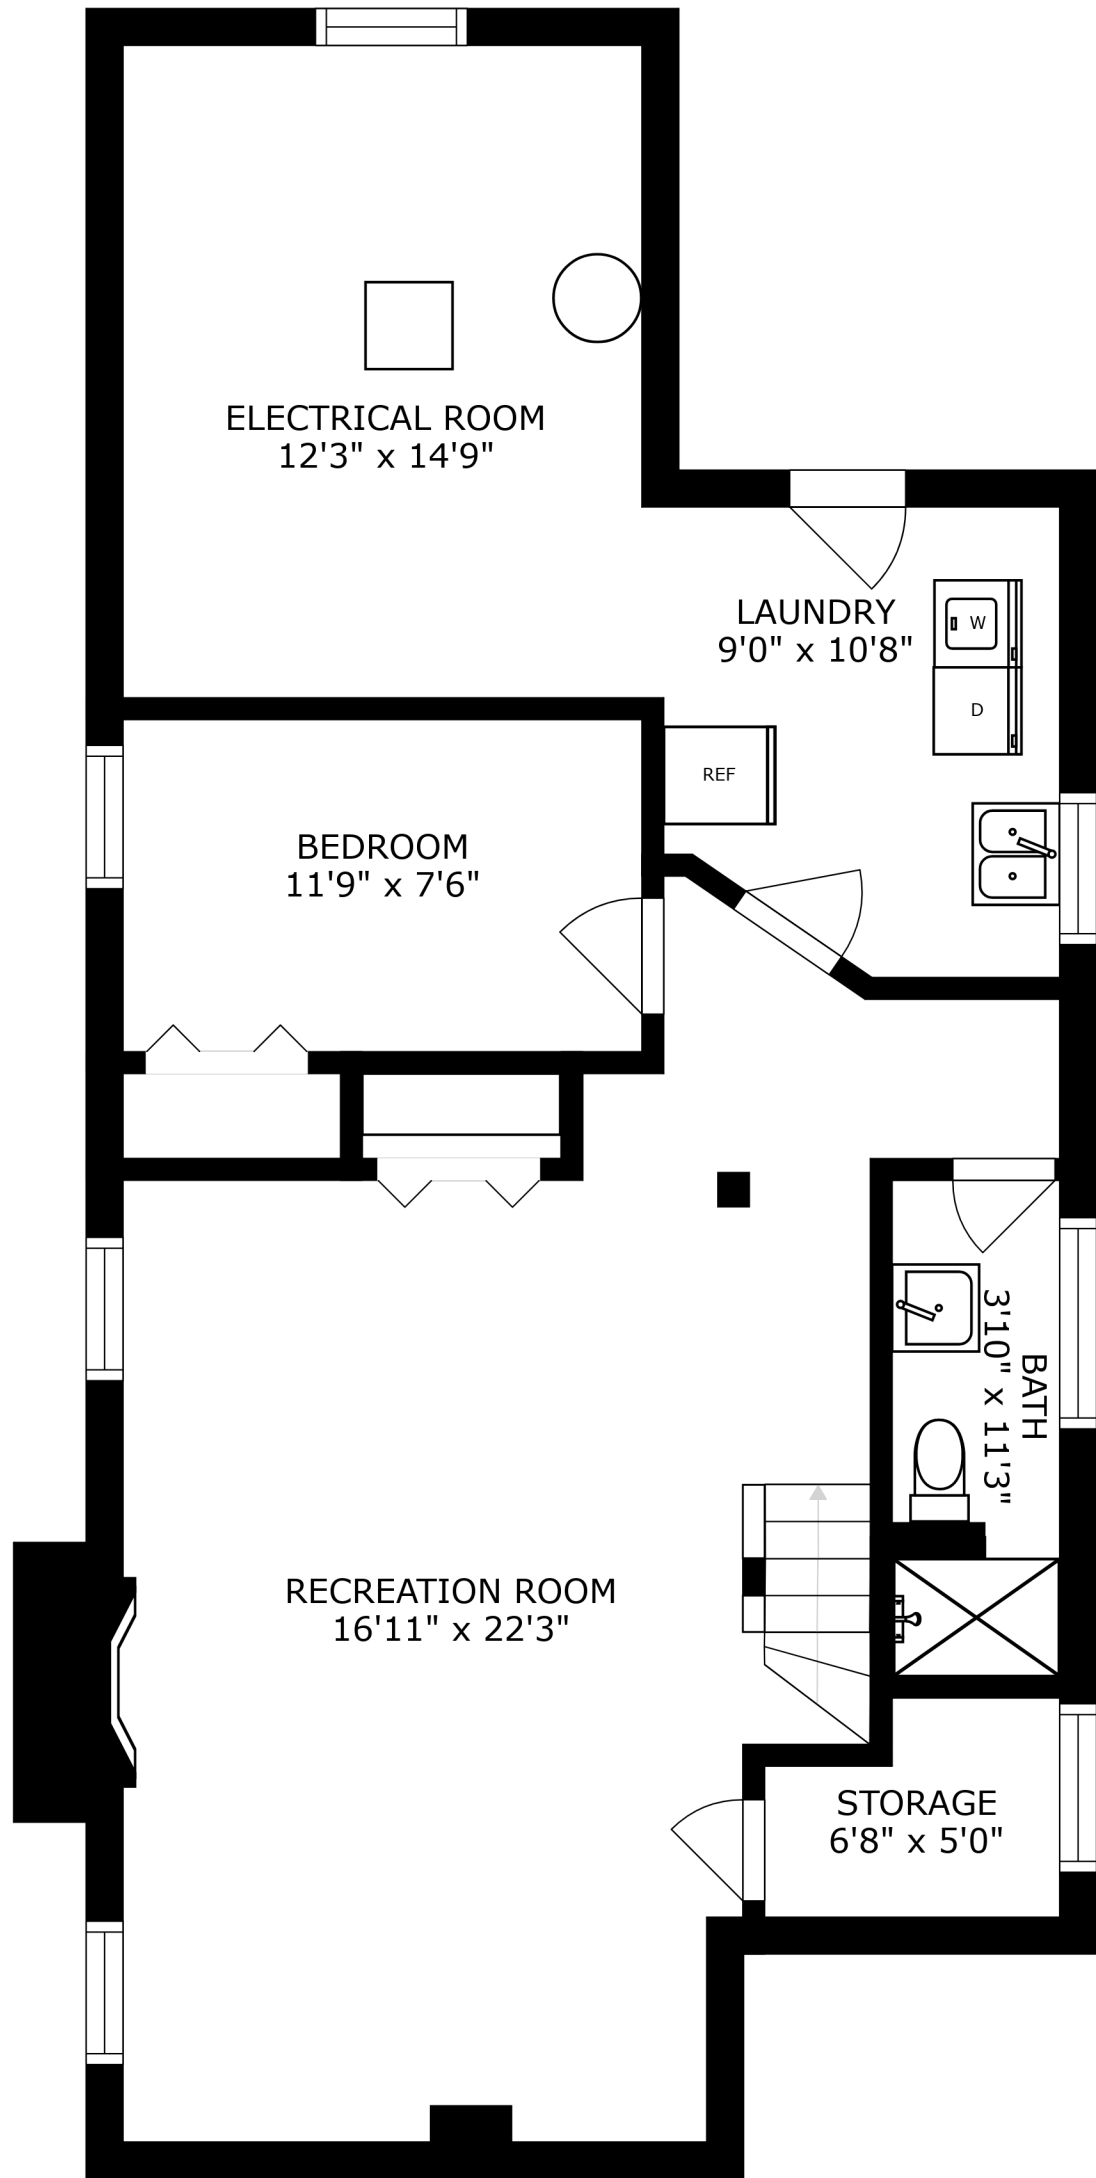 ELECTRICAL ROOM
12'3" x 14'9"
LAUNDRY
9'0" x 10'8"
W
D
REF
BEDROOM
11'9" x 7'6"
BATH
3'10" x 11'3"
RECREATION ROOM
16'11" x 22'3"
STORAGE
6'8" x 5'0"